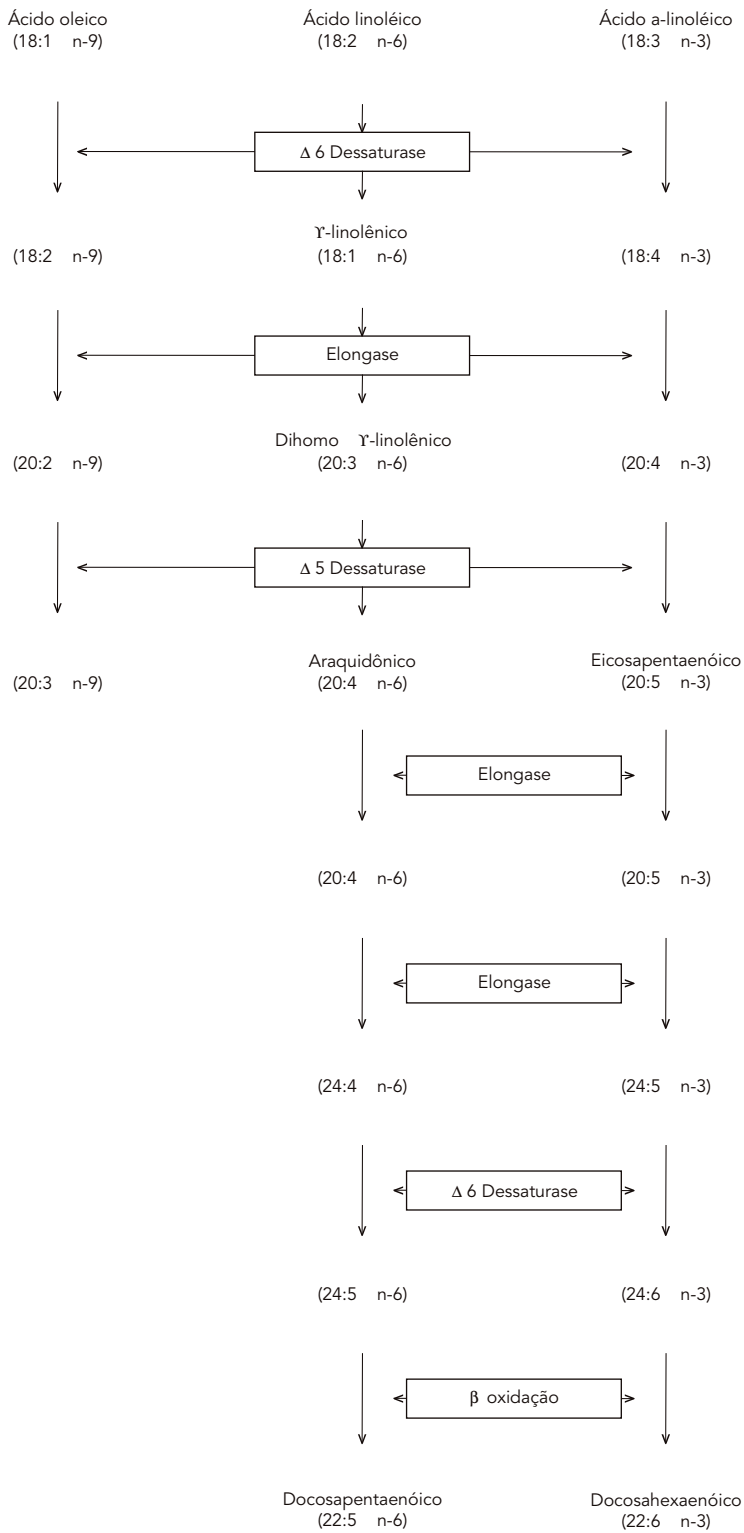 Ácido oleico Ácido linoléico Ácido a-linoléico
(18:1 n-9) (18:2 n-6) (18:3 n-3)
Δ 6 Dessaturase
ϒ-linolênico
(18:2 n-9) (18:1 n-6) (18:4 n-3)
Elongase
Dihomo ϒ-linolênico
(20:2 n-9) (20:3 n-6) (20:4 n-3)
Δ 5 Dessaturase
Araquidônico Eicosapentaenóico
(20:3 n-9) (20:4 n-6) (20:5 n-3)
Elongase
(20:4 n-6) (20:5 n-3)
Elongase
(24:4 n-6) (24:5 n-3)
Δ 6 Dessaturase
(24:5 n-6) (24:6 n-3)
β oxidação
Docosapentaenóico Docosahexaenóico
(22:5 n-6) (22:6 n-3)